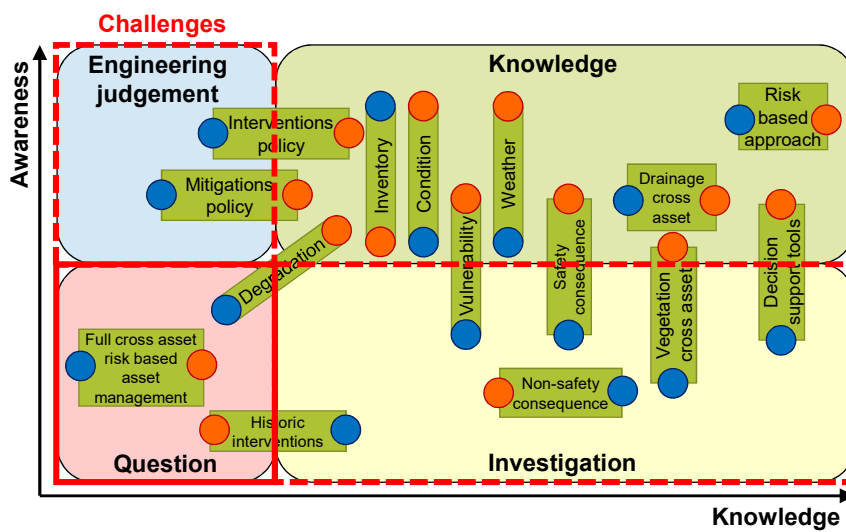 Challenges
Awareness
Engineering
judgement
Knowledge
Interventions
policy
Mitigations
policy
Inventory
Condition
Weather
Risk
based
approach
Drainage
cross
asset
Degradation
Vulnerability
Safety
consequence
Vegetation
cross asset
Decision
support tools
Full cross asset
risk based
asset
management
Historic
interventions
Non-safety
consequence
Question
Investigation
Knowledge